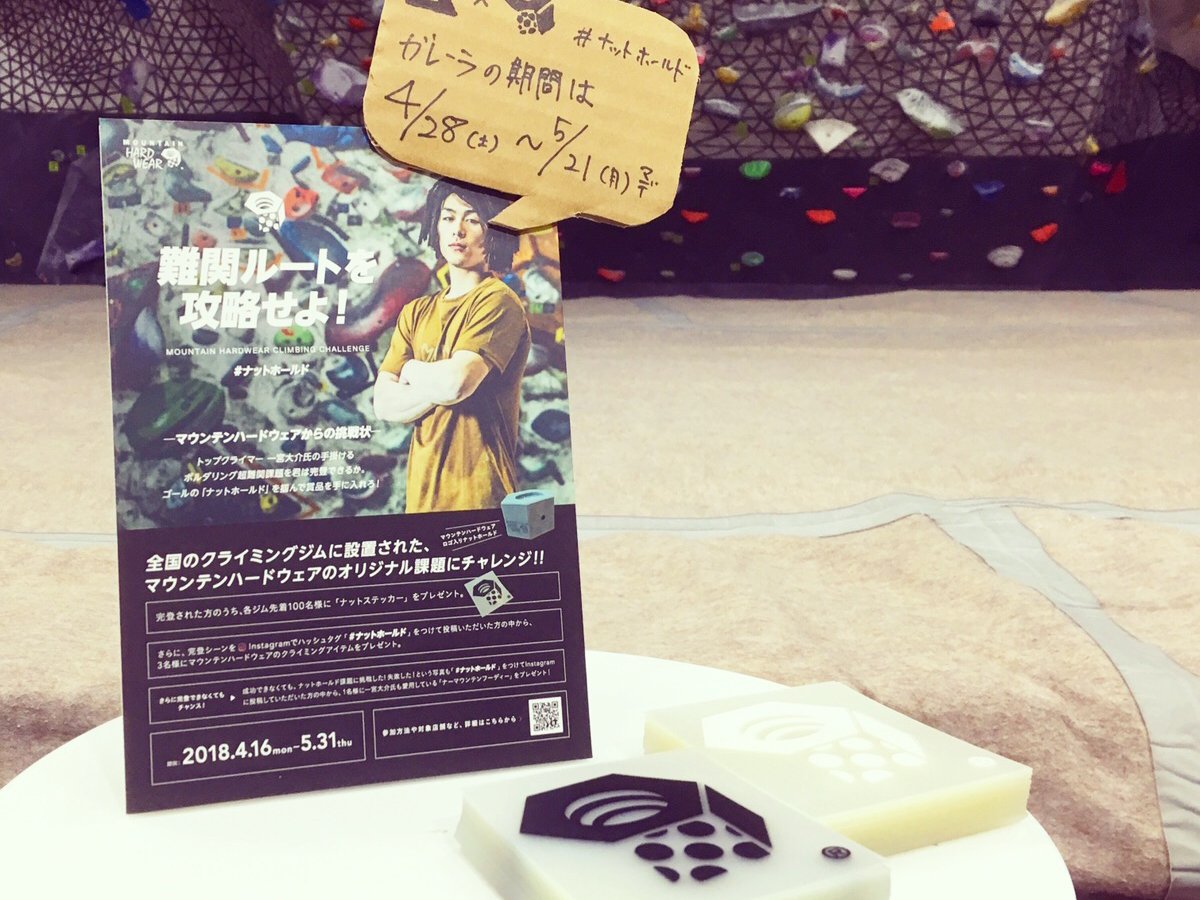 ×
#ナットホールド
ガレーラの期間は
4/28(土)～5/21(月)まで
MOUNTAIN
HARD
WEAR
難関ルートを
攻略せよ！
MOUNTAIN HARDWEAR CLIMBING CHALLENGE
#ナットホールド
—マウンテンハードウェアからの挑戦状—
トップクライマー 一宮大介氏の手掛ける
ボルダリング超難関課題を君は完登できるか。
ゴールの「ナットホールド」を掴んで賞品を手に入れろ！
マウンテンハードウェア
ロゴ入りナットホールド
全国のクライミングジムに設置された、
マウンテンハードウェアのオリジナル課題にチャレンジ!!
完登された方のうち、各ジム先着100名様に「ナットステッカー」をプレゼント。
さらに、完登シーンを Instagramでハッシュタグ「#ナットホールド」をつけて投稿いただいた方の中から、
3名様にマウンテンハードウェアのクライミングアイテムをプレゼント。
さらに完登できなくても
チャンス！
成功できなくても、ナットホールド課題に挑戦した！失敗した！という写真も「#ナットホールド」をつけてInstagram
に投稿していただいた方の中から、1名様に一宮大介氏も愛用している「ナーマウンテンフーディー」をプレゼント！
2018.4.16mon–5.31thu
参加方法や対象店舗など、詳細はこちらから